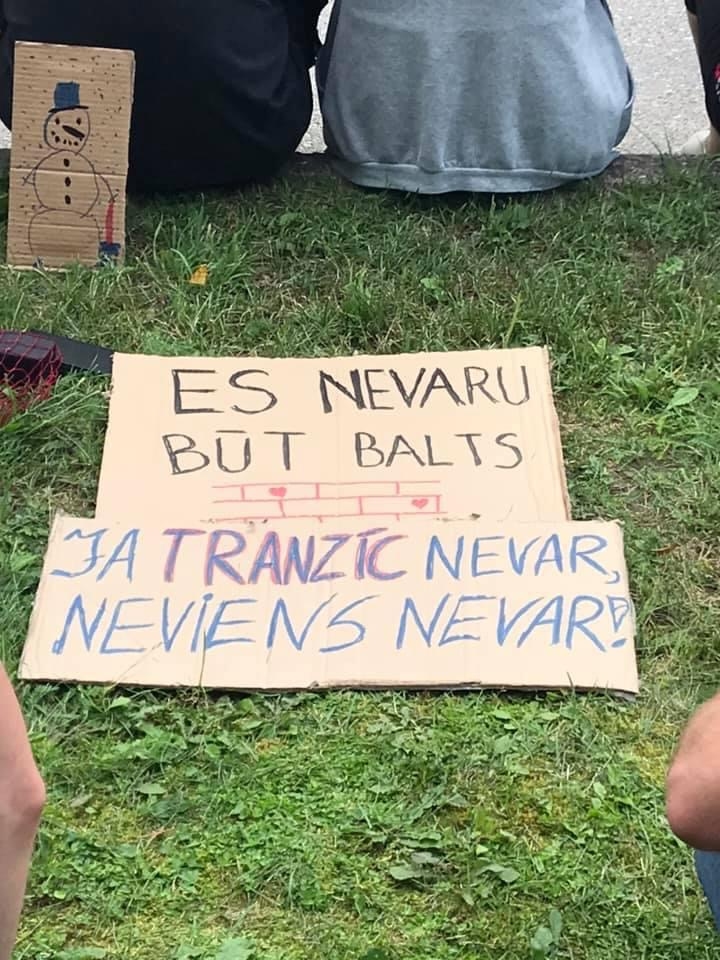 ES NEVARU
BŪT BALTS
JA TRANZĪC NEVAR,
NEVIENS NEVAR!